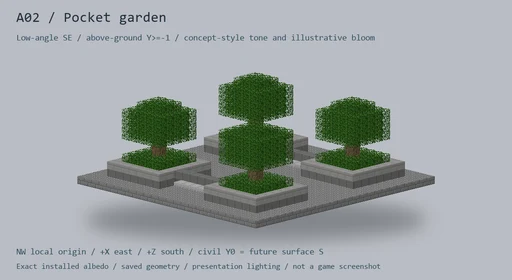 A02 / Pocket garden
Low-angle SE / above-ground Y>=-1 / concept-style tone and illustrative bloom
NW local origin / +X east / +Z south / civil Y0 = future surface S
Exact installed albedo / saved geometry / presentation lighting / not a game screenshot